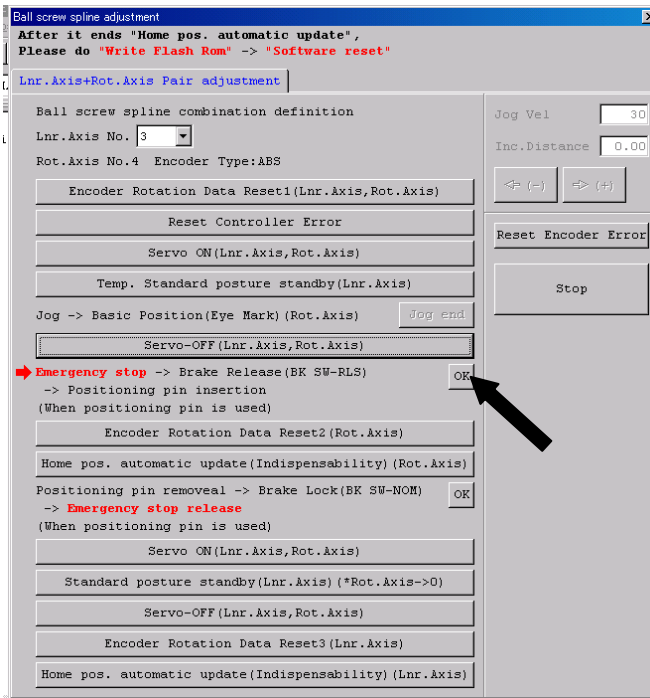 Ball screw spline adjustment
After it ends "Home pos. automatic update",
Please do "Write Flash Rom" -> "Software reset"
Lnr.Axis+Rot.Axis Pair adjustment
Ball screw spline combination definition
Lnr.Axis No. 3
Rot.Axis No.4 Encoder Type:ABS
Encoder Rotation Data Reset1(Lnr.Axis,Rot.Axis)
Reset Controller Error
Servo ON(Lnr.Axis,Rot.Axis)
Temp. Standard posture standby(Lnr.Axis)
Jog -> Basic Position(Eye Mark)(Rot.Axis) Jog end
Servo-OFF(Lnr.Axis,Rot.Axis)
Emergency stop -> Brake Release(BK SW-RLS) OK
-> Positioning pin insertion
(When positioning pin is used)
Encoder Rotation Data Reset2(Rot.Axis)
Home pos. automatic update(Indispensability)(Rot.Axis)
Positioning pin removeal -> Brake Lock(BK SW-NOM) OK
-> Emergency stop release
(When positioning pin is used)
Servo ON(Lnr.Axis,Rot.Axis)
Standard posture standby(Lnr.Axis)(*Rot.Axis->0)
Servo-OFF(Lnr.Axis,Rot.Axis)
Encoder Rotation Data Reset3(Lnr.Axis)
Home pos. automatic update(Indispensability)(Lnr.Axis)
Jog Vel 30
Inc.Distance 0.00
(-) (+)
Reset Encoder Error
Stop